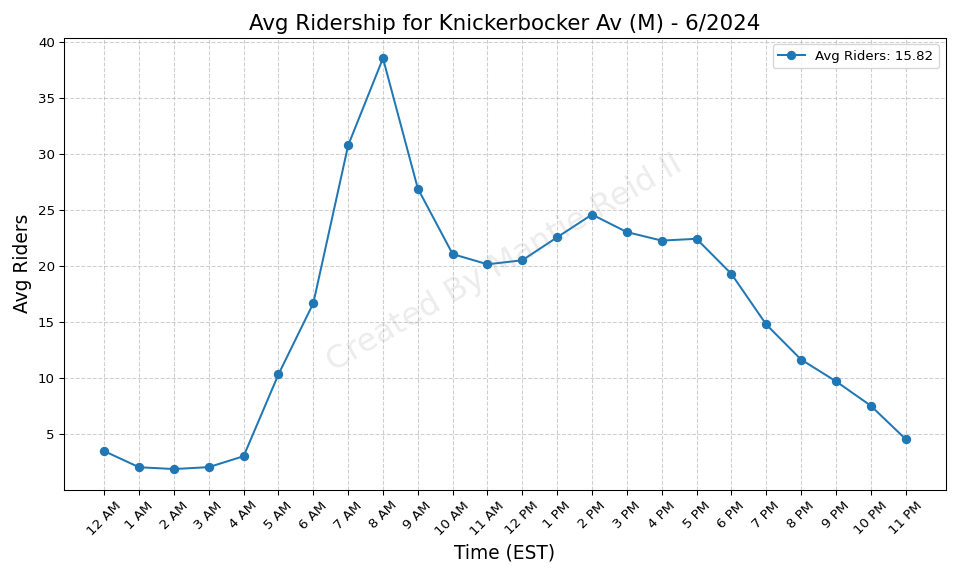 Avg Ridership for Knickerbocker Av (M) - 6/2024
Avg Riders: 15.82
Avg Riders
40
35
30
25
20
15
10
5
Created By Mantie Reid II
12 AM
1 AM
2 AM
3 AM
4 AM
5 AM
6 AM
7 AM
8 AM
9 AM
10 AM
11 AM
12 PM
1 PM
2 PM
3 PM
4 PM
5 PM
6 PM
7 PM
8 PM
9 PM
10 PM
11 PM
Time (EST)